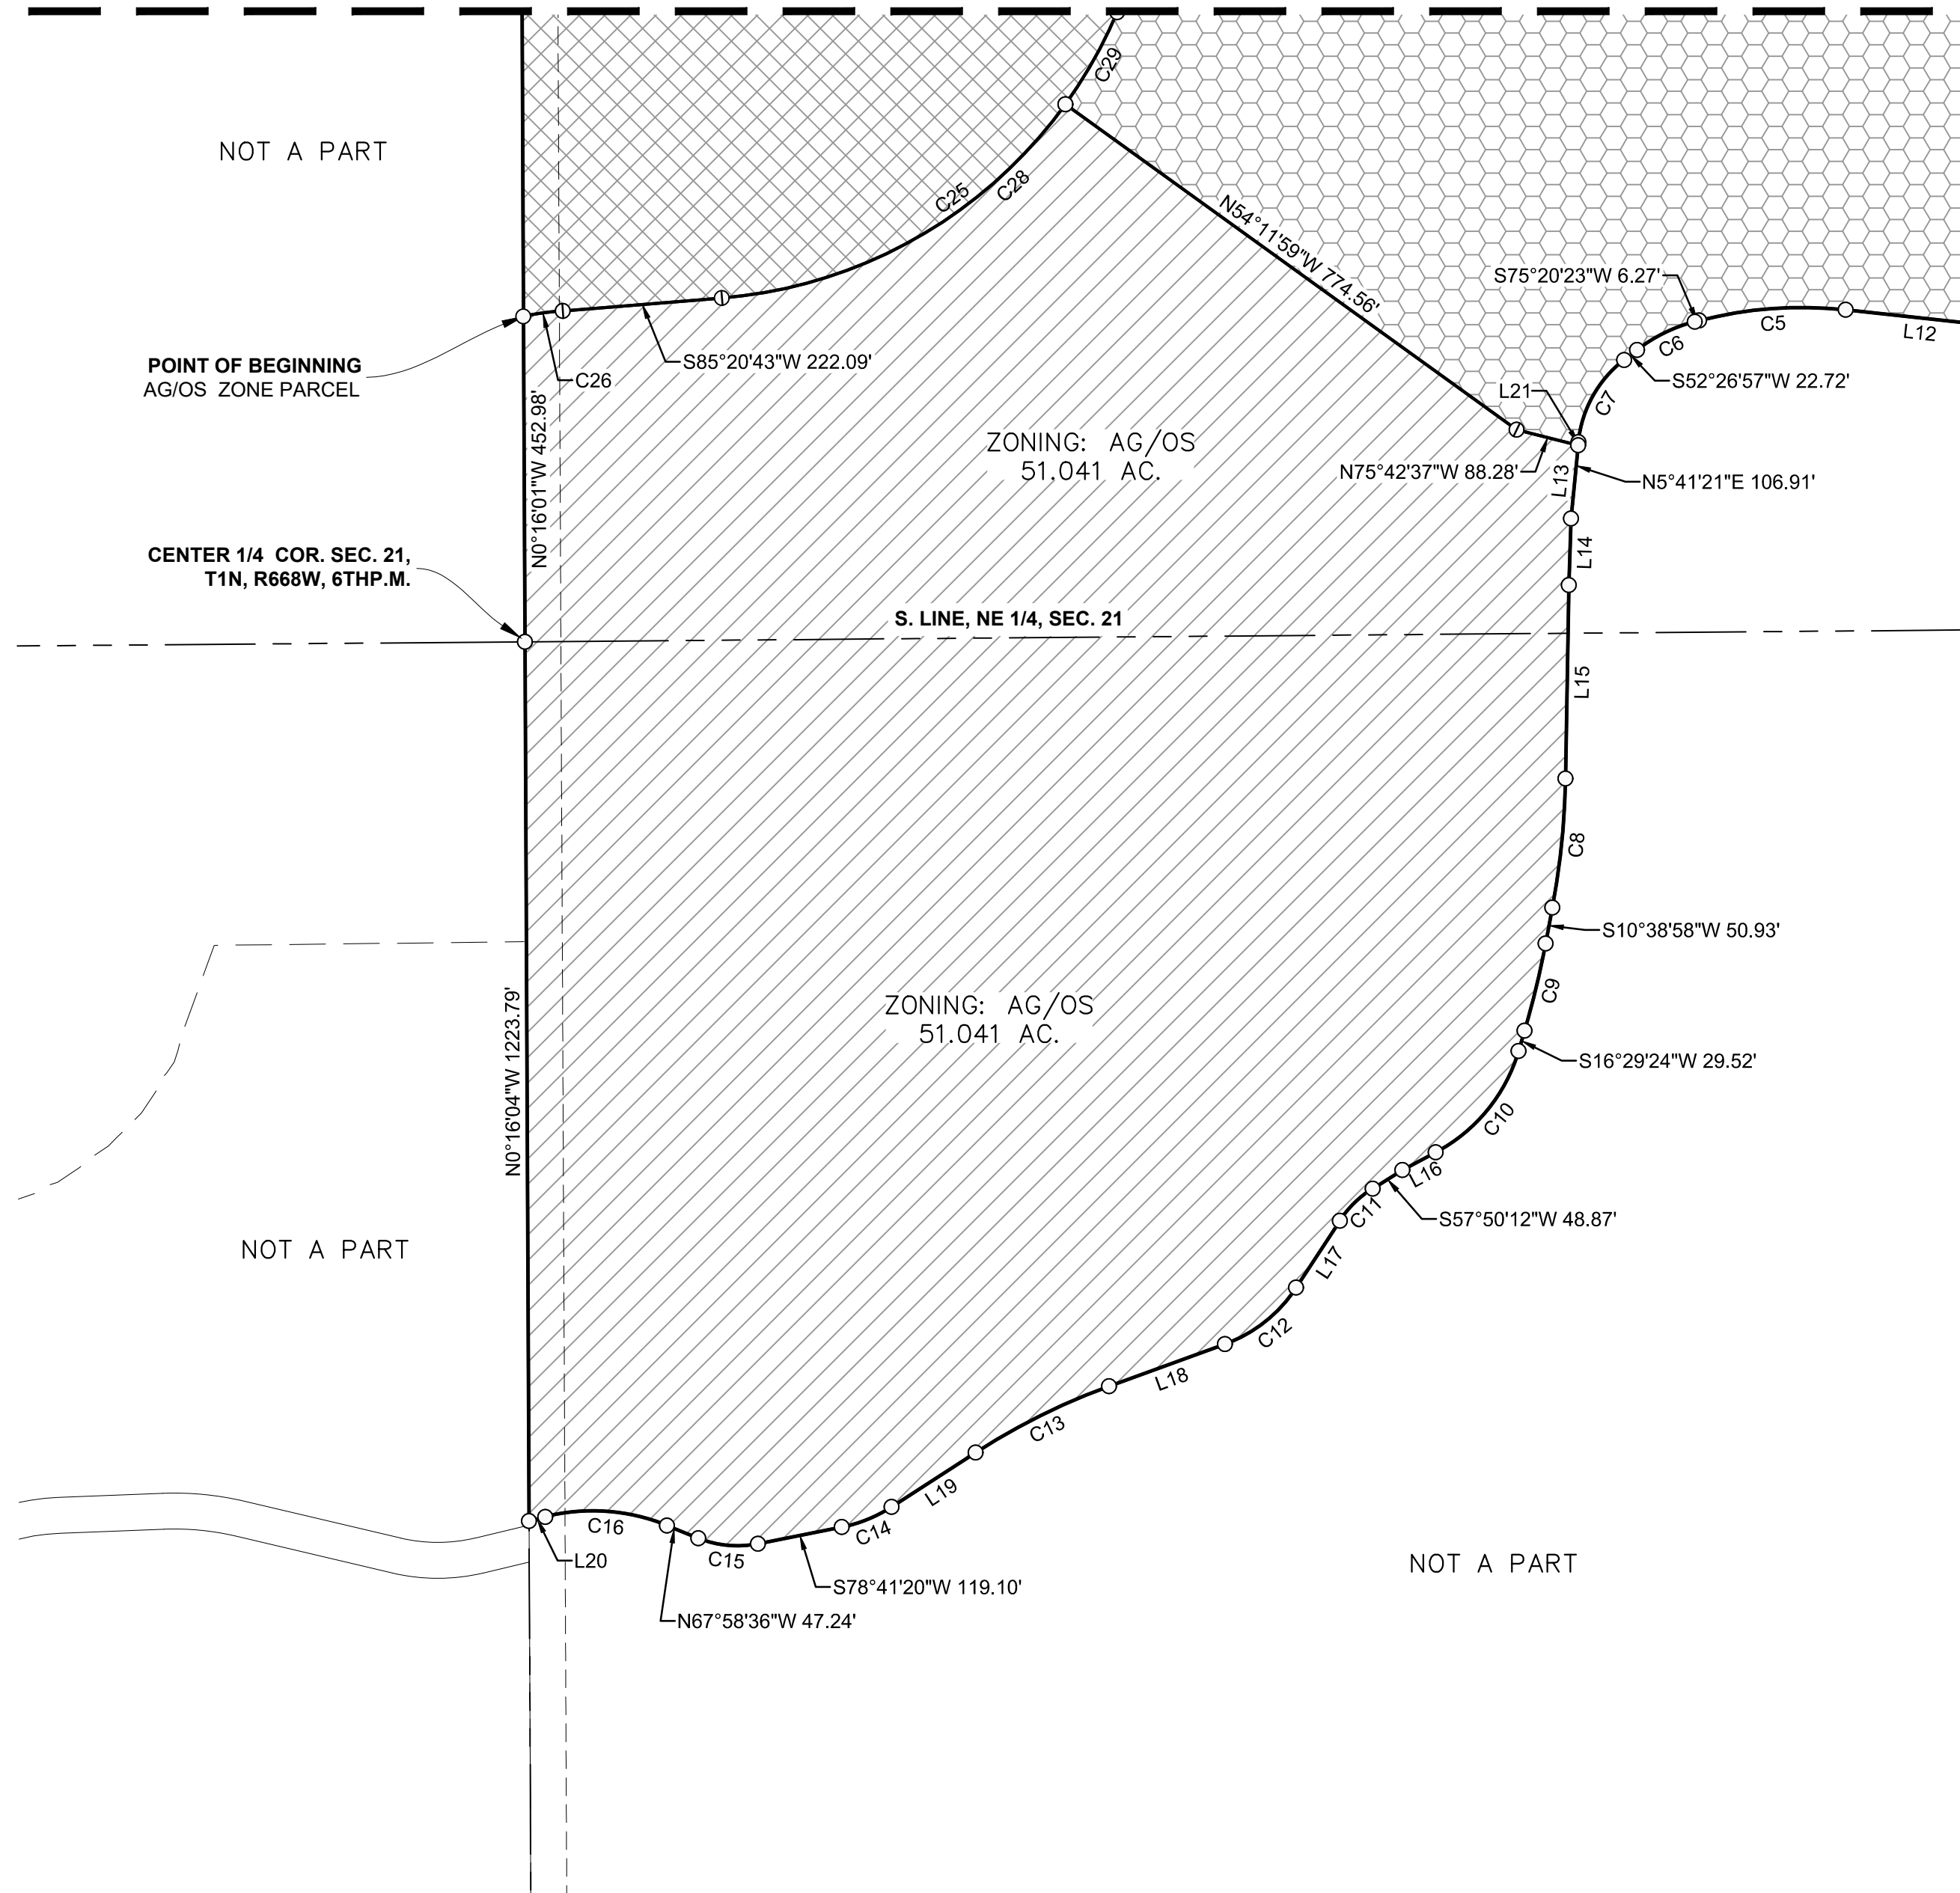 C29
NOT A PART
C25
C28
N54°11'59"W 774.56'
S75°20'23"W 6.27'
C5
L12
C6
POINT OF BEGINNING
AG/OS ZONE PARCEL
S85°20'43"W 222.09'
C26
S52°26'57"W 22.72'
L21
C7
N0°16'01"W 452.98'
ZONING: AG/OS
51.041 AC.
N75°42'37"W 88.28'
L13
N5°41'21"E 106.91'
CENTER 1/4 COR. SEC. 21,
T1N, R668W, 6THP.M.
L14
S. LINE, NE 1/4, SEC. 21
L15
C8
S10°38'58"W 50.93'
C9
ZONING: AG/OS
51.041 AC.
N0°16'04"W 1223.79'
S16°29'24"W 29.52'
C10
L16
C11
S57°50'12"W 48.87'
NOT A PART
L17
C12
L18
C13
L19
C16
C14
L20
C15
NOT A PART
S78°41'20"W 119.10'
N67°58'36"W 47.24'